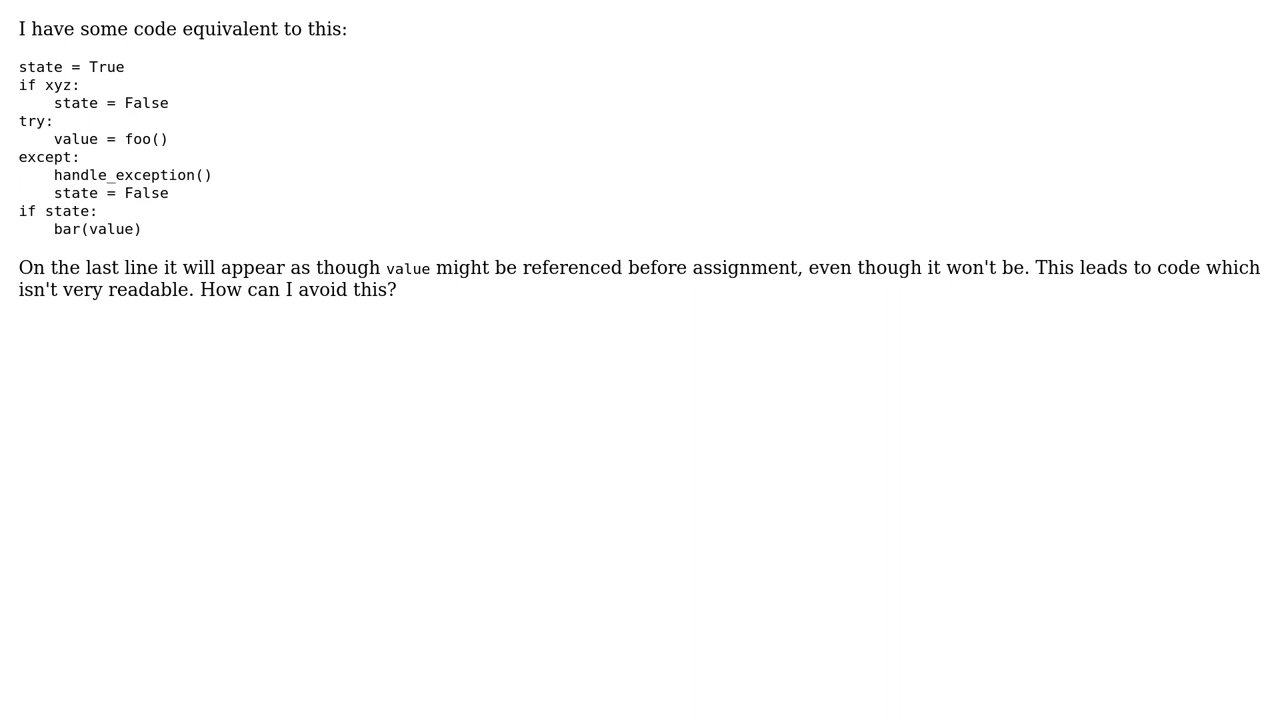 I have some code equivalent to this:
state = True
if xyz:
    state = False
try:
    value = foo()
except:
    handle_exception()
    state = False
if state:
    bar(value)
On the last line it will appear as though value might be referenced before assignment, even though it won't be. This leads to code which
isn't very readable. How can I avoid this?